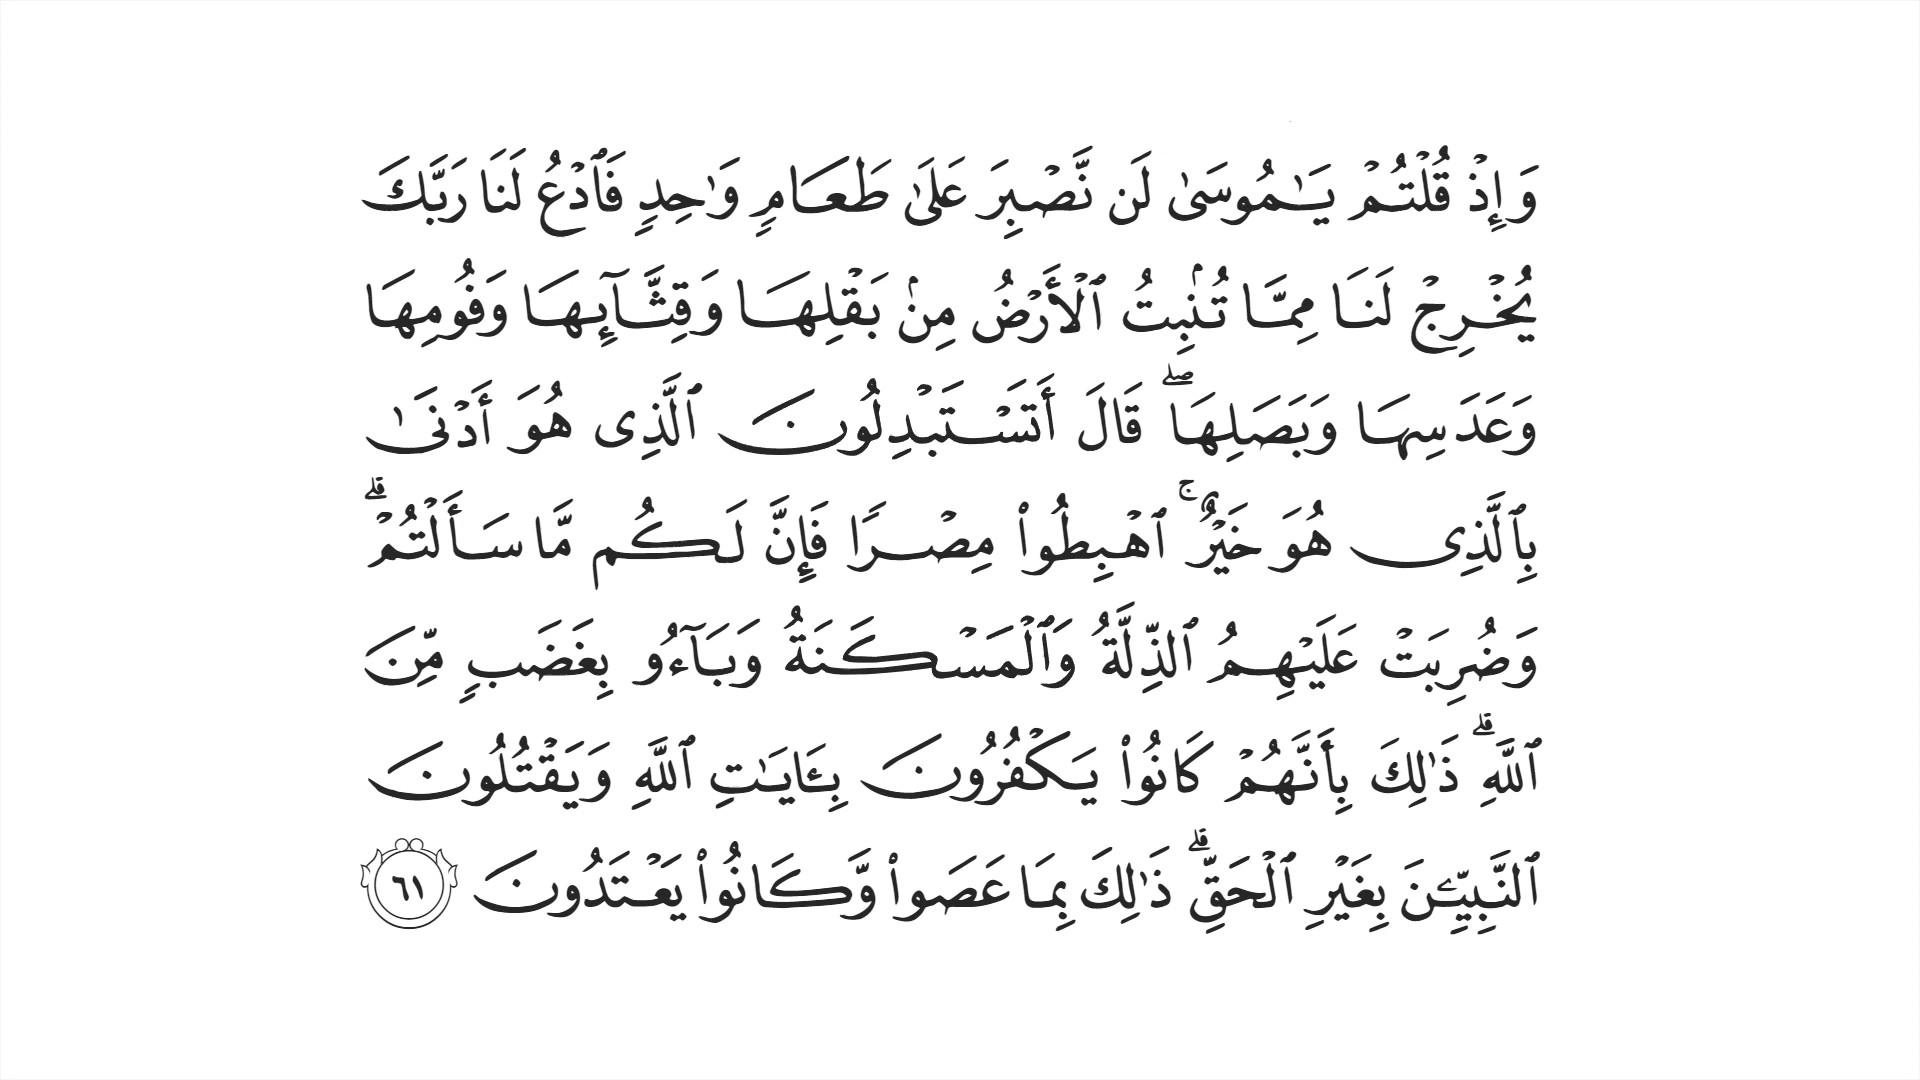 وَإِذۡ قُلۡتُمۡ يَـٰمُوسَىٰ لَن نَّصۡبِرَ عَلَىٰ طَعَامٍ وَٰحِدٍ فَٱدۡعُ لَنَا رَبَّكَ
يُخۡرِجۡ لَنَا مِمَّا تُنۢبِتُ ٱلۡأَرۡضُ مِنۢ بَقۡلِهَا وَقِثَّآئِهَا وَفُومِهَا
وَعَدَسِهَا وَبَصَلِهَاۖ قَالَ أَتَسۡتَبۡدِلُونَ ٱلَّذِى هُوَ أَدۡنَىٰ
بِٱلَّذِى هُوَ خَيۡرٌۚ ٱهۡبِطُواْ مِصۡرًا فَإِنَّ لَكُم مَّا سَأَلۡتُمۡۗ
وَضُرِبَتۡ عَلَيۡهِمُ ٱلذِّلَّةُ وَٱلۡمَسۡكَنَةُ وَبَآءُو بِغَضَبٍ مِّنَ
ٱللَّهِۗ ذَٰلِكَ بِأَنَّهُمۡ كَانُواْ يَكۡفُرُونَ بِـَٔايَـٰتِ ٱللَّهِ وَيَقۡتُلُونَ
ٱلنَّبِيِّـۧنَ بِغَيۡرِ ٱلۡحَقِّۗ ذَٰلِكَ بِمَا عَصَواْ وَّكَانُواْ يَعۡتَدُونَ ٦١